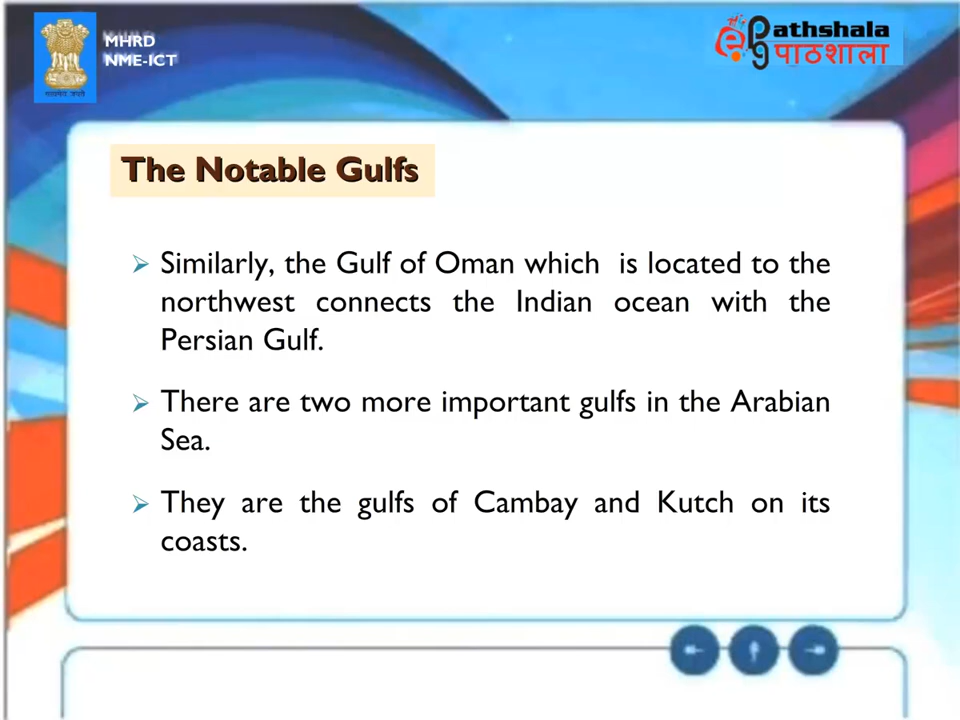 MHRD
NME-ICT
Pathshala
पाठशाला
The Notable Gulfs
Similarly, the Gulf of Oman which is located to the
northwest connects the Indian ocean with the
Persian Gulf.
There are two more important gulfs in the Arabian
Sea.
They are the gulfs of Cambay and Kutch on its
coasts.